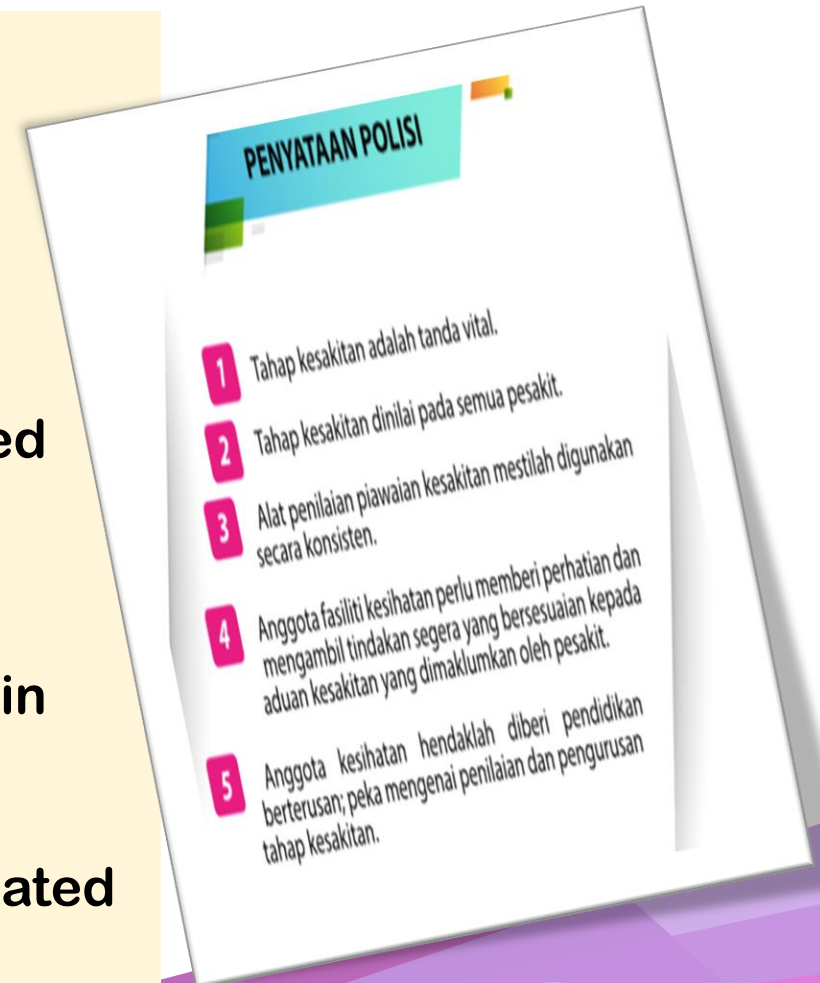 ed
in
ated
PENYATAAN POLISI
1 Tahap kesakitan adalah tanda vital.
2 Tahap kesakitan dinilai pada semua pesakit.
3 Alat penilaian piawaian kesakitan mestilah digunakan
secara konsisten.
4 Anggota fasiliti kesihatan perlu memberi perhatian dan
mengambil tindakan segera yang bersesuaian kepada
aduan kesakitan yang dimaklumkan oleh pesakit.
5 Anggota kesihatan hendaklah diberi pendidikan
berterusan; peka mengenai penilaian dan pengurusan
tahap kesakitan.